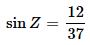 sin Z = 12/37